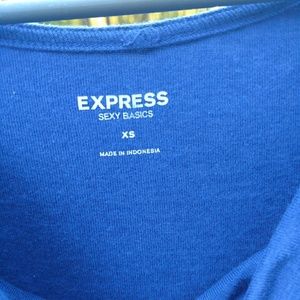 EXPRESS
SEXY BASICS
XS
MADE IN INDONESIA